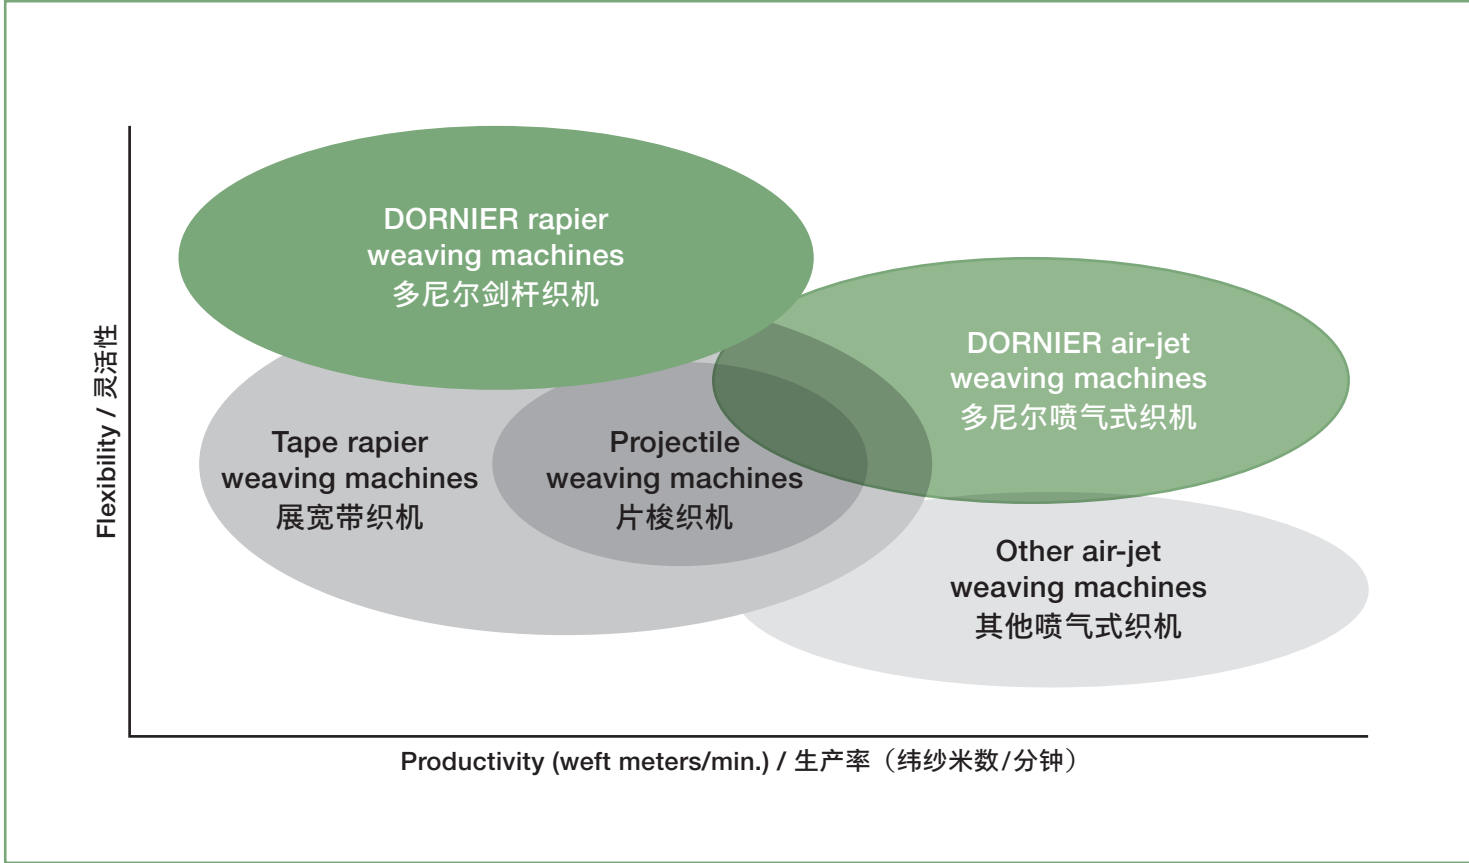 DORNIER rapier
weaving machines
多尼尔剑杆织机
DORNIER air-jet
weaving machines
多尼尔喷气式织机
Tape rapier
weaving machines
展宽带织机
Projectile
weaving machines
片梭织机
Other air-jet
weaving machines
其他喷气式织机
Flexibility / 灵活性
Productivity (weft meters/min.) / 生产率（纬纱米数/分钟）